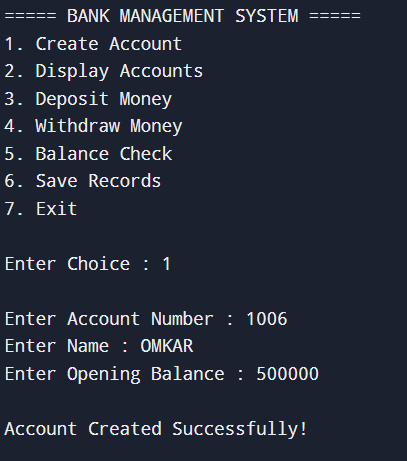 ===== BANK MANAGEMENT SYSTEM =====
1. Create Account
2. Display Accounts
3. Deposit Money
4. Withdraw Money
5. Balance Check
6. Save Records
7. Exit
Enter Choice : 1
Enter Account Number : 1006
Enter Name : OMKAR
Enter Opening Balance : 500000
Account Created Successfully!